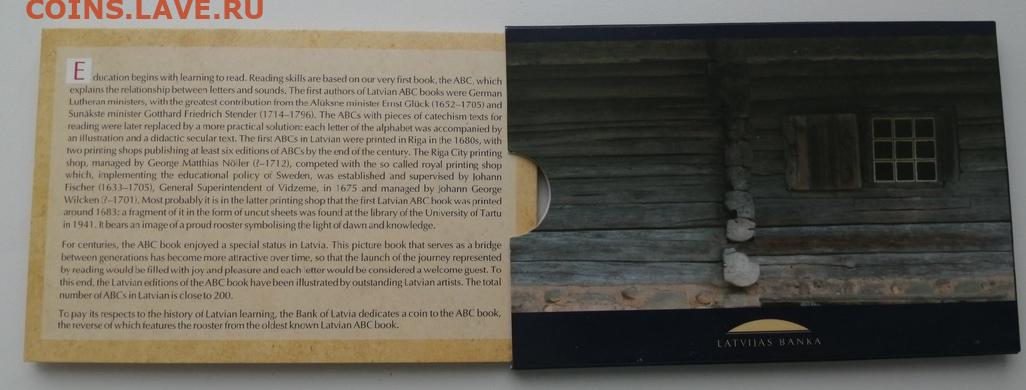 COINS.LAVE.RU
Education begins with learning to read. Reading skills are based on our very first book, the ABC, which
explains the relationship between letters and sounds. The first authors of Latvian ABC books were German
Lutheran ministers, with the greatest contribution from the Alūksne minister Ernst Glück (1652–1705) and
Sunākste minister Gotthard Friedrich Stender (1714–1796). The ABCs with pieces of catechism texts for
reading were later replaced by a more practical solution: each letter of the alphabet was accompanied by
an illustration and a didactic secular text. The first ABCs in Latvian were printed in Riga in the 1680s, with
two printing shops publishing at least six editions of ABCs by the end of the century. The Riga City printing
shop, managed by George Matthias Nöller (?–1712), competed with the so called royal printing shop
which, implementing the educational policy of Sweden, was established and supervised by Johann
Fischer (1633–1705), General Superintendent of Vidzeme, in 1675 and managed by Johann George
Wilcken (?–1701). Most probably it is in the latter printing shop that the first Latvian ABC book was printed
around 1683: a fragment of it in the form of uncut sheets was found at the library of the University of Tartu
in 1941. It bears an image of a proud rooster symbolising the light of dawn and knowledge.
For centuries, the ABC book enjoyed a special status in Latvia. This picture book that serves as a bridge
between generations has become more attractive over time, so that the launch of the journey represented
by reading would be filled with joy and pleasure and each letter would be considered a welcome guest. To
this end, the Latvian editions of the ABC book have been illustrated by outstanding Latvian artists. The total
number of ABCs in Latvian is close to 200.
To pay its respects to the history of Latvian learning, the Bank of Latvia dedicates a coin to the ABC book,
the reverse of which features the rooster from the oldest known Latvian ABC book.
LATVIJAS BANKA